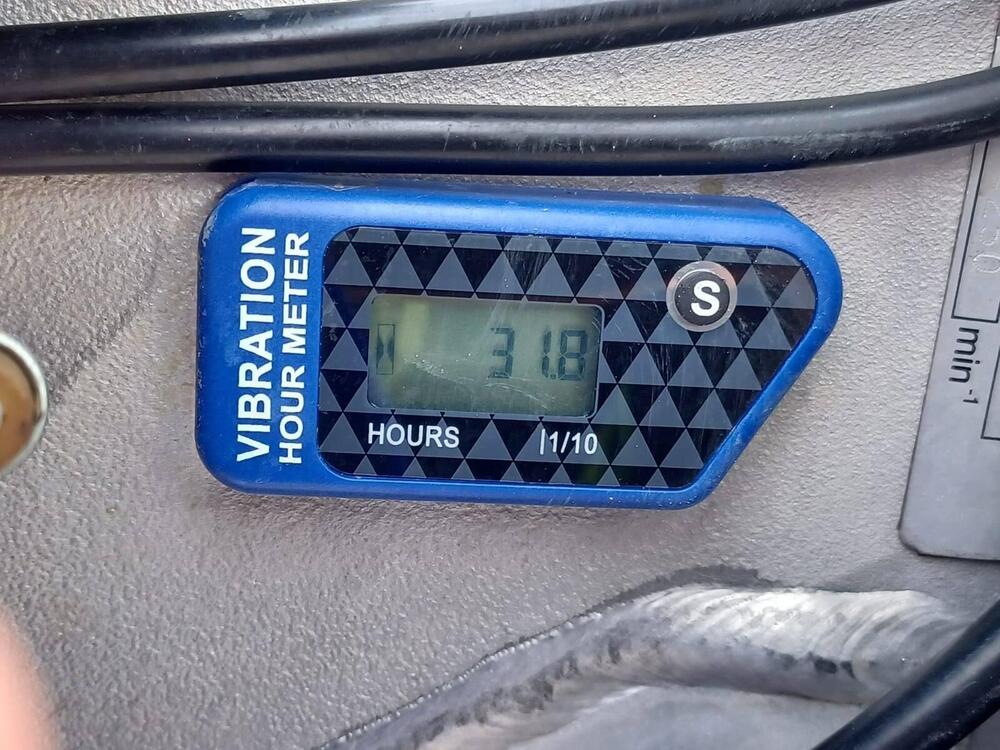 VIBRATION
HOUR METER
S
31.8
HOURS |1/10
min-1